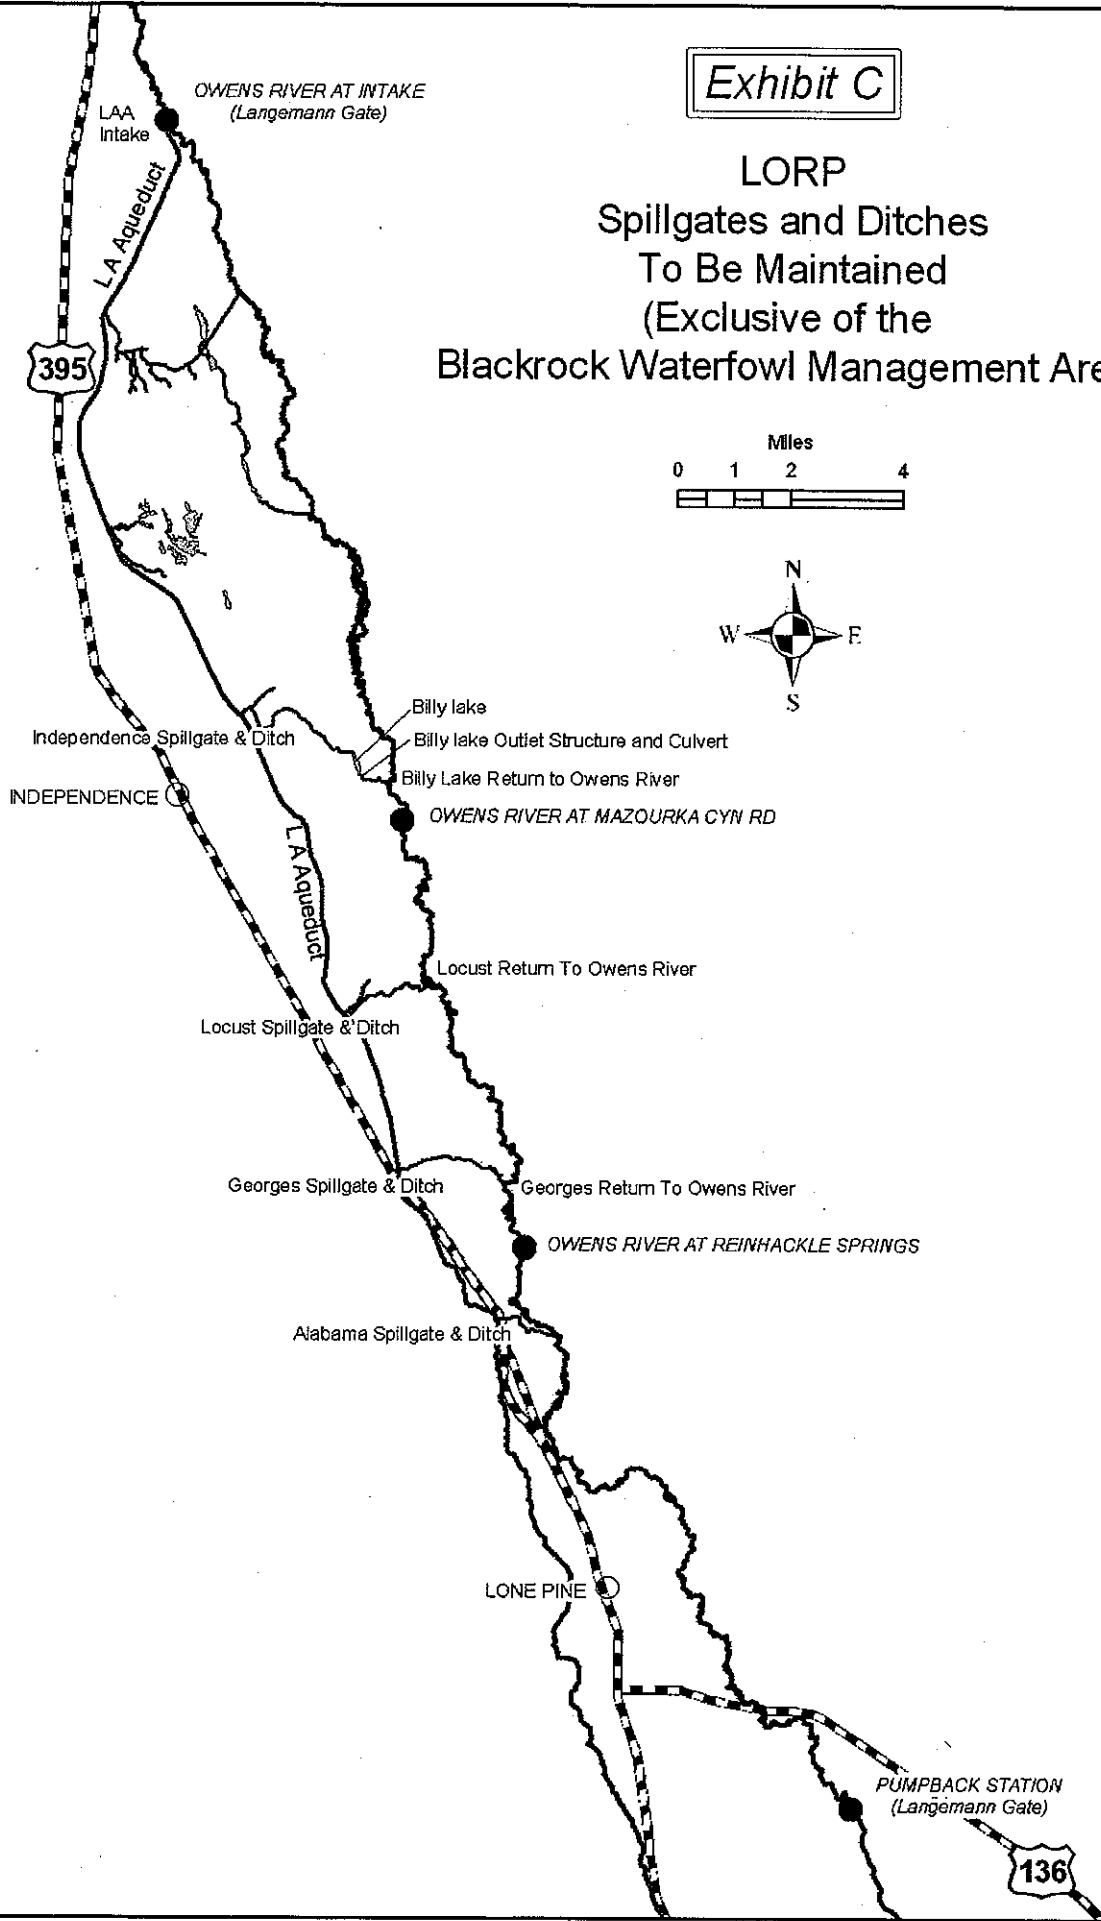 Exhibit C
LORP
Spillgates and Ditches
To Be Maintained
(Exclusive of the
Blackrock Waterfowl Management Are
OWENS RIVER AT INTAKE
(Langemann Gate)
LAA
Intake
LA Aqueduct
395
Miles
0 1 2 4
N
W E
S
Billy lake
Independence Spillgate & Ditch
Billy lake Outlet Structure and Culvert
Billy Lake Return to Owens River
INDEPENDENCE
OWENS RIVER AT MAZOURKA CYN RD
LA Aqueduct
Locust Return To Owens River
Locust Spillgate & Ditch
Georges Spillgate & Ditch
Georges Return To Owens River
OWENS RIVER AT REINHACKLE SPRINGS
Alabama Spillgate & Ditch
LONE PINE
PUMPBACK STATION
(Langemann Gate)
136